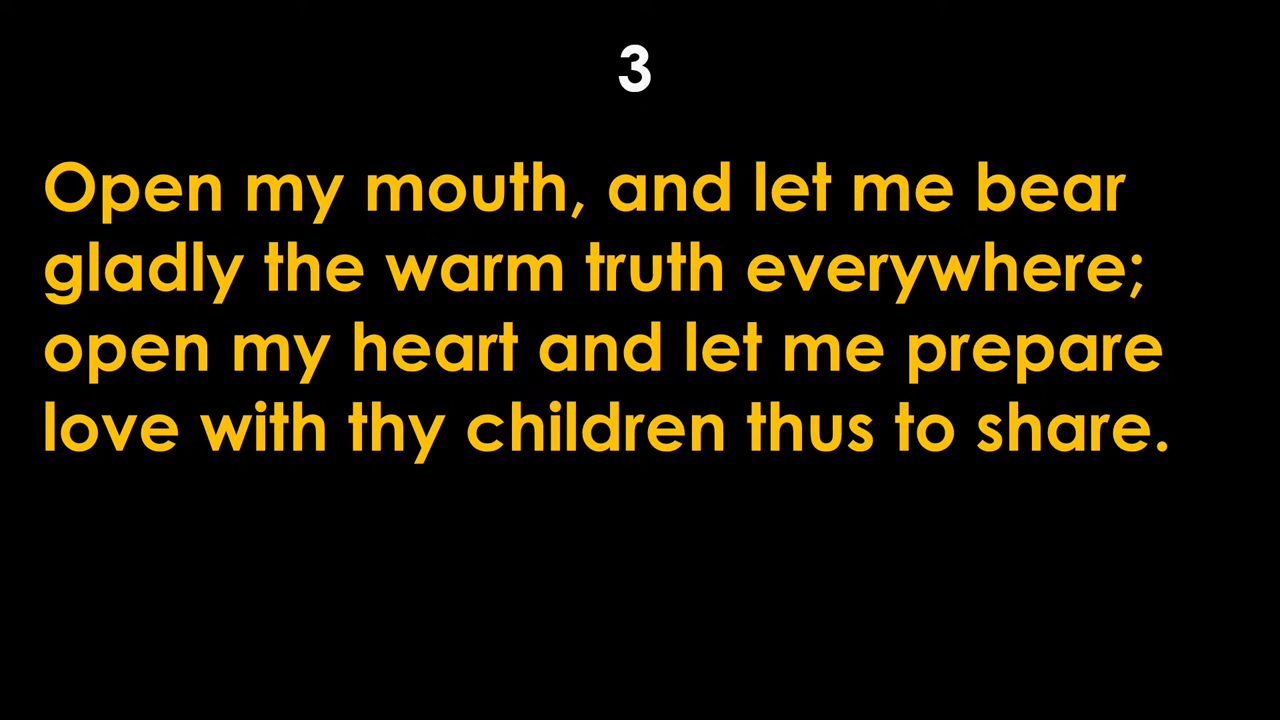 3
Open my mouth, and let me bear
gladly the warm truth everywhere;
open my heart and let me prepare
love with thy children thus to share.